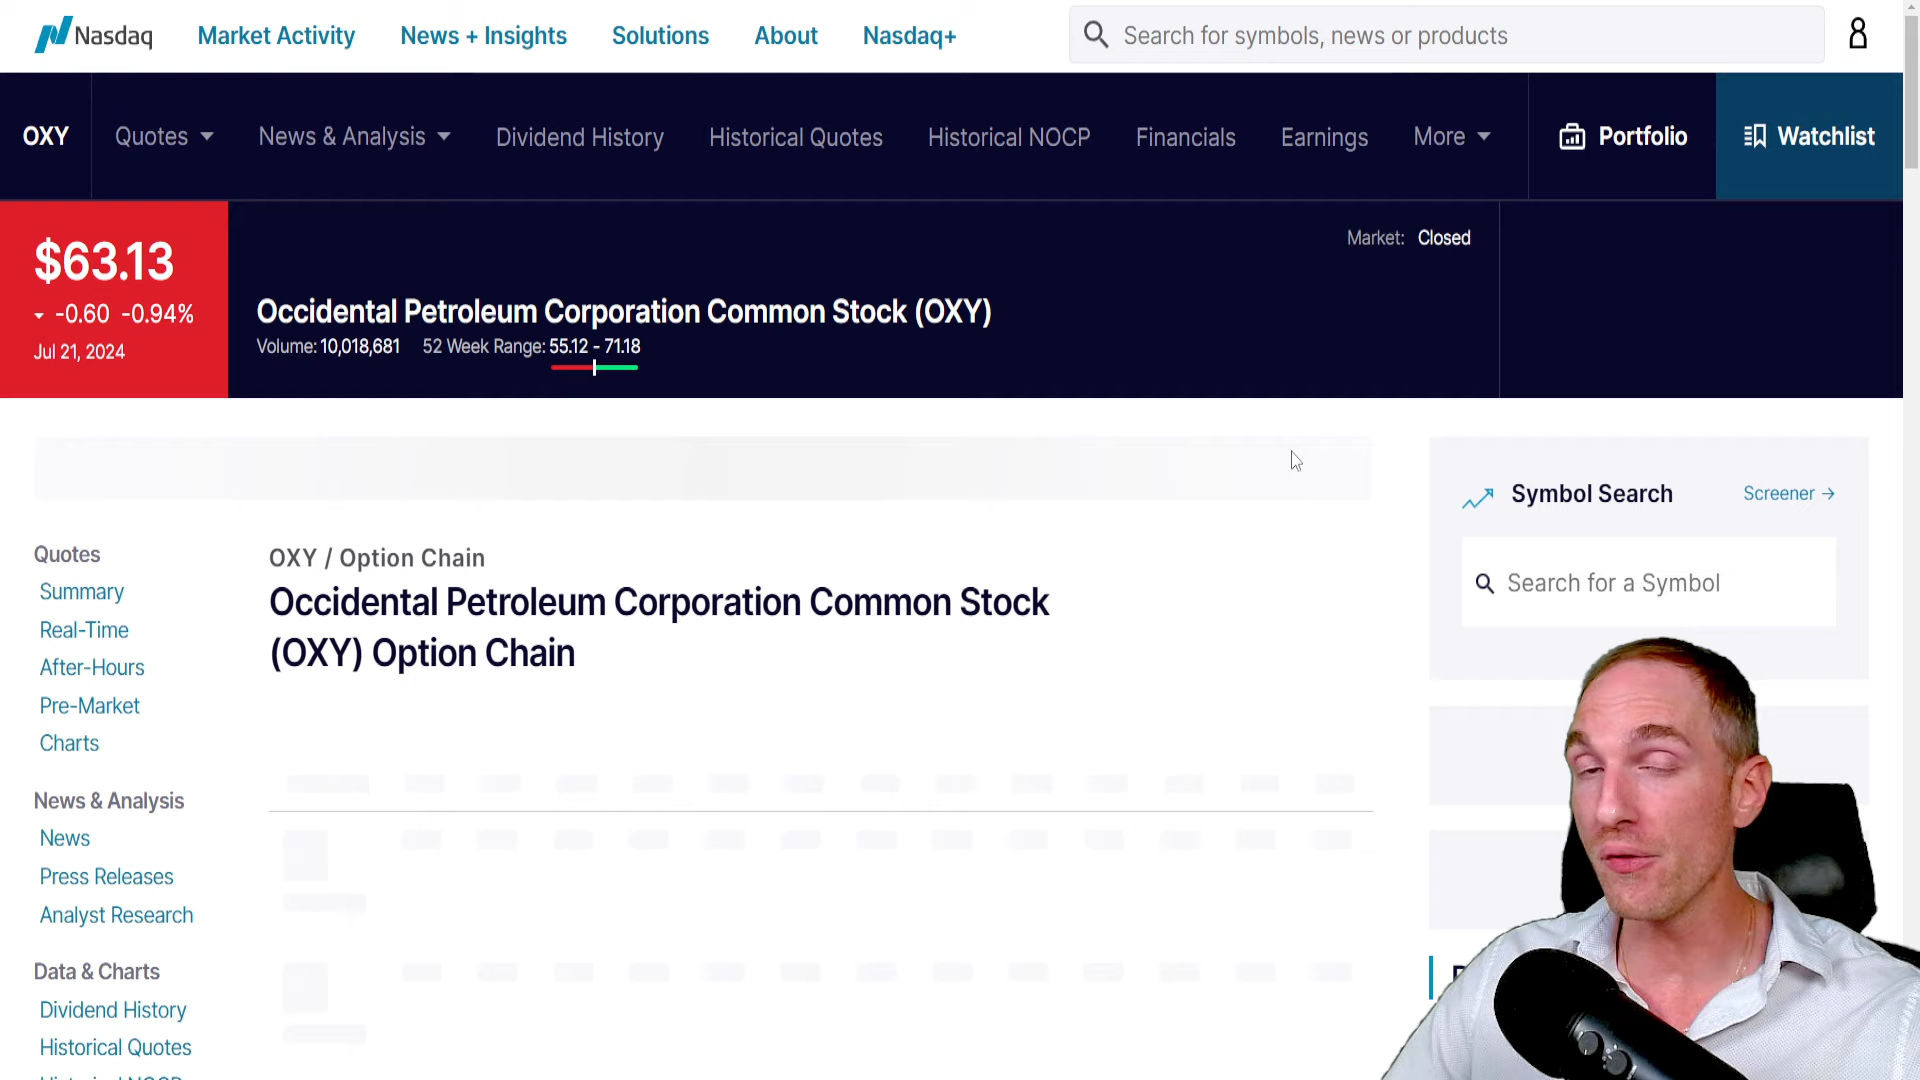 Nasdaq
Market Activity
News + Insights
Solutions
About
Nasdaq+
Search for symbols, news or products
OXY
Quotes
News & Analysis
Dividend History
Historical Quotes
Historical NOCP
Financials
Earnings
More
Portfolio
Watchlist
$63.13
-0.60 -0.94%
Jul 21, 2024
Market: Closed
Occidental Petroleum Corporation Common Stock (OXY)
Volume: 10,018,681 52 Week Range: 55.12 - 71.18
Symbol Search
Screener →
Search for a Symbol
Quotes
Summary
Real-Time
After-Hours
Pre-Market
Charts
News & Analysis
News
Press Releases
Analyst Research
Data & Charts
Dividend History
Historical Quotes
OXY / Option Chain
Occidental Petroleum Corporation Common Stock
(OXY) Option Chain